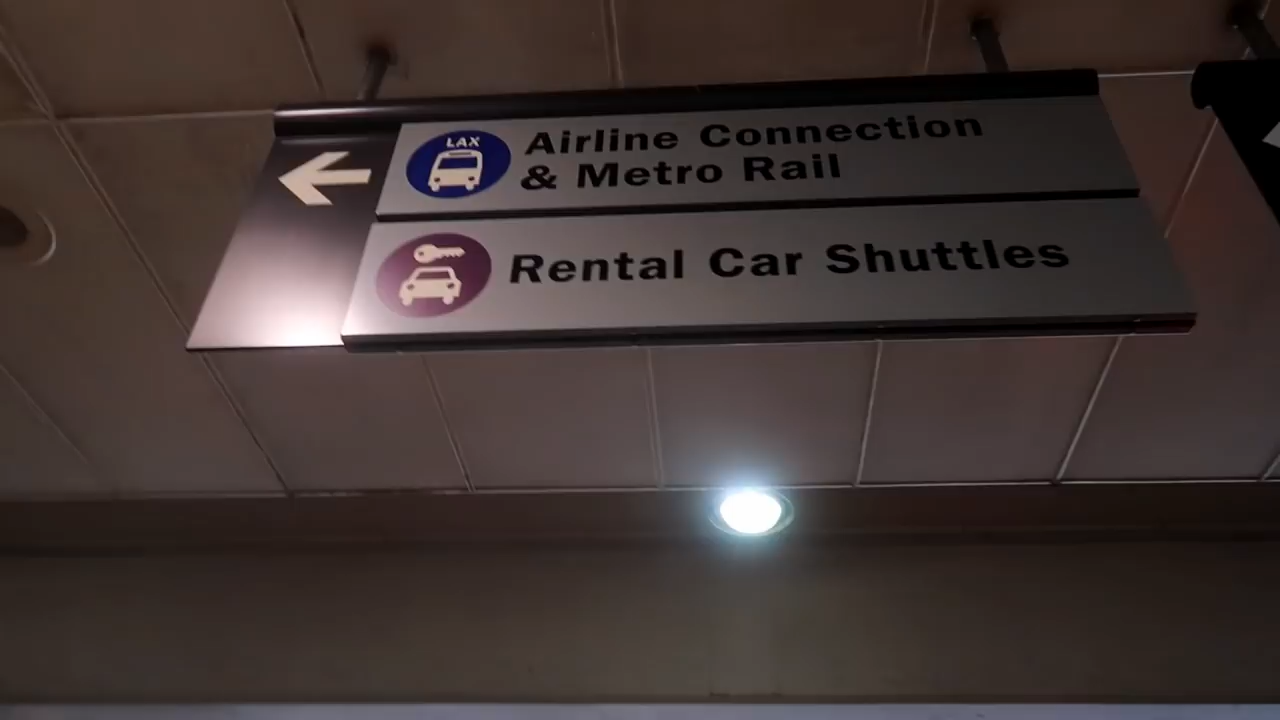 LAX
Airline Connection
& Metro Rail
Rental Car Shuttles